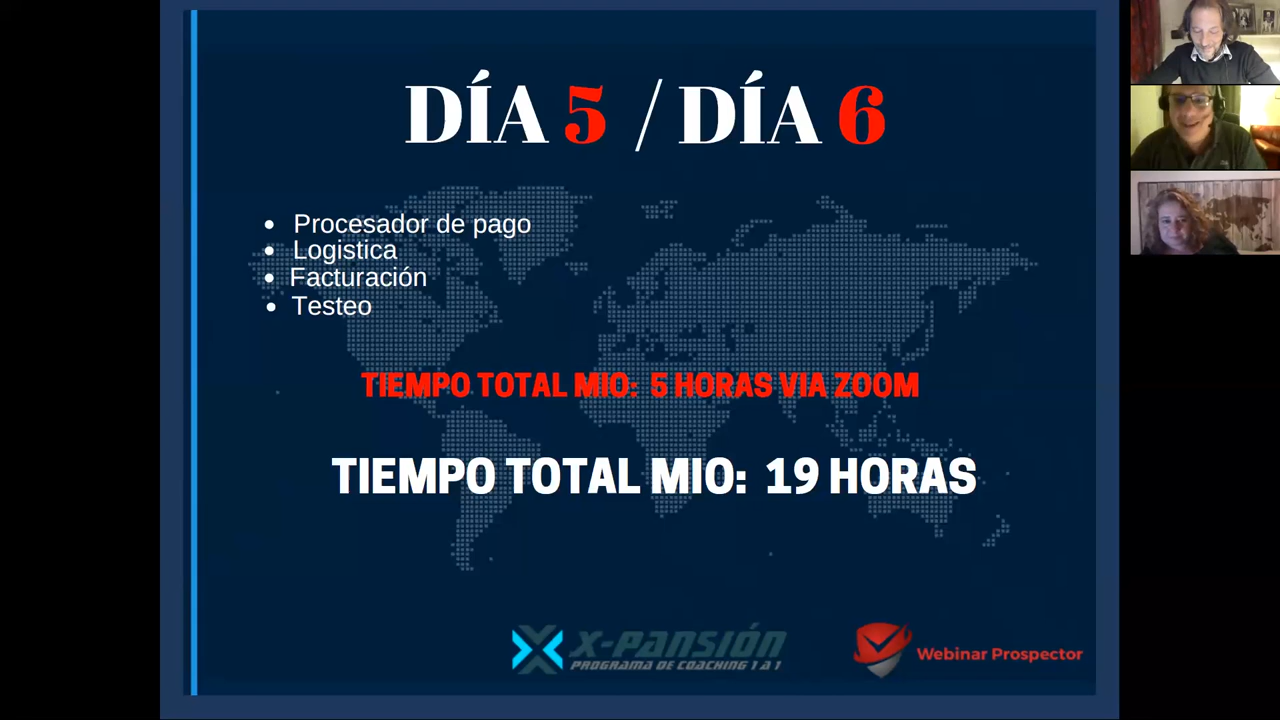 DÍA 5 / DÍA 6
Procesador de pago
Logistica
Facturación
Testeo
TIEMPO TOTAL MIO: 5 HORAS VIA ZOOM
TIEMPO TOTAL MIO: 19 HORAS
X-PANSIÓN
PROGRAMA DE COACHING 1 A 1
Webinar Prospector